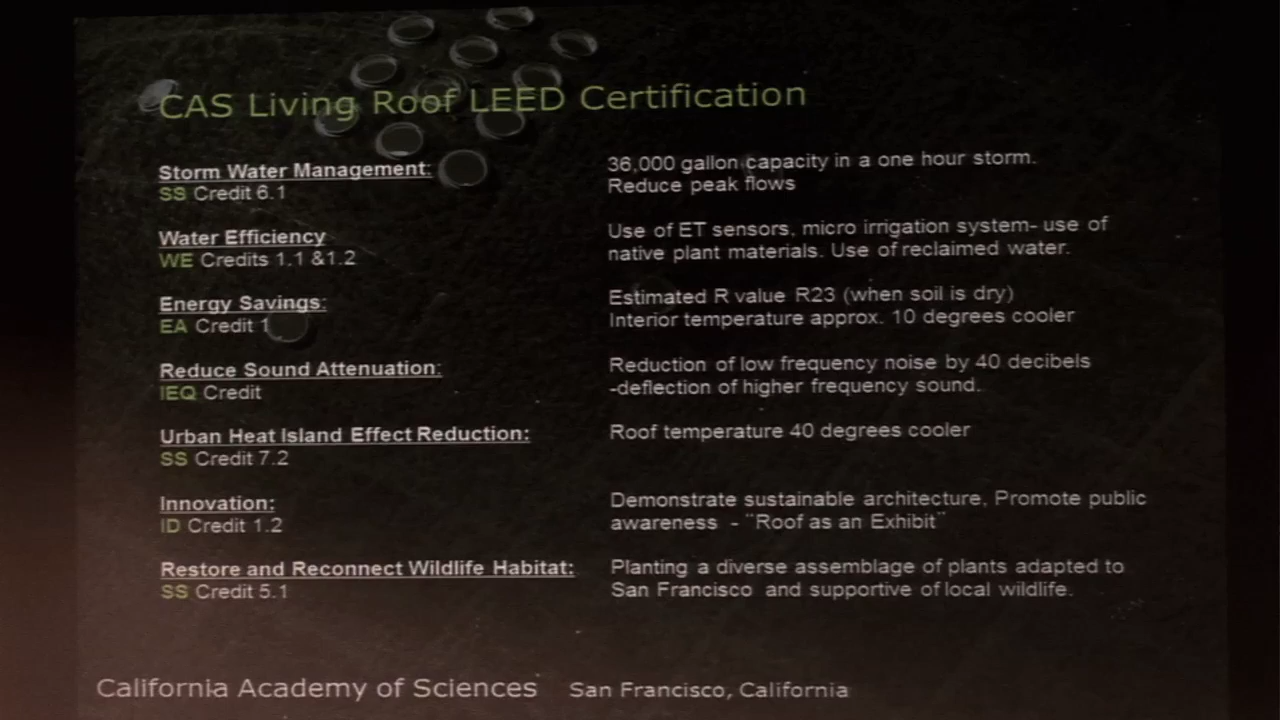 CAS Living Roof LEED Certification
Storm Water Management:
SS Credit 6.1
36,000 gallon capacity in a one hour storm.
Reduce peak flows
Water Efficiency
WE Credits 1.1 &1.2
Use of ET sensors, micro irrigation system- use of
native plant materials. Use of reclaimed water.
Energy Savings:
EA Credit 1
Estimated R value R23 (when soil is dry)
Interior temperature approx. 10 degrees cooler
Reduce Sound Attenuation:
IEQ Credit
Reduction of low frequency noise by 40 decibels
-deflection of higher frequency sound.
Urban Heat Island Effect Reduction:
SS Credit 7.2
Roof temperature 40 degrees cooler
Innovation:
ID Credit 1.2
Demonstrate sustainable architecture, Promote public
awareness - "Roof as an Exhibit"
Restore and Reconnect Wildlife Habitat:
SS Credit 5.1
Planting a diverse assemblage of plants adapted to
San Francisco and supportive of local wildlife.
California Academy of Sciences San Francisco, California